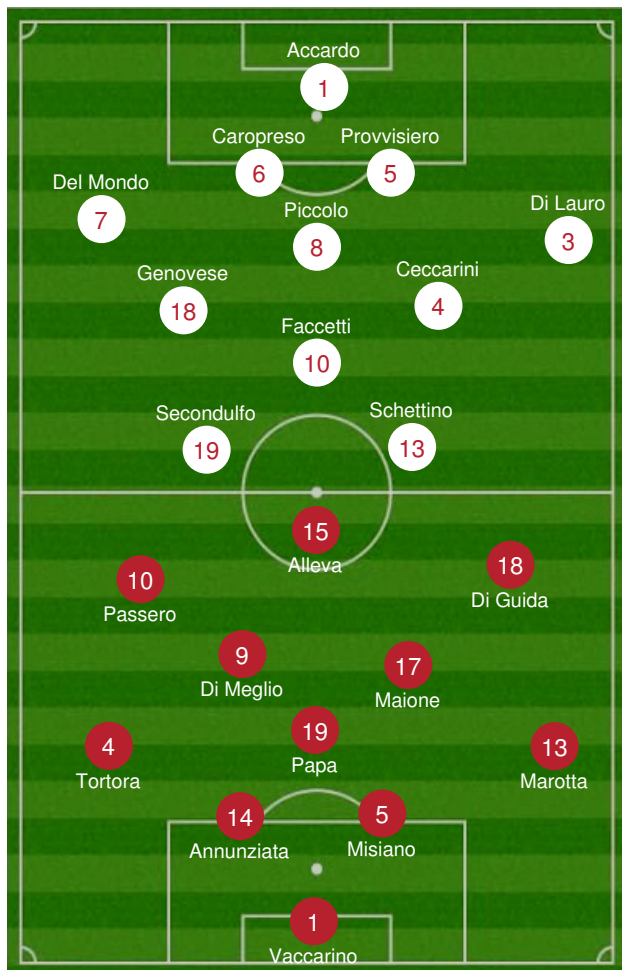 Accardo
1
Caropreso
Provvisiero
6
5
Del Mondo
7
Di Lauro
3
Piccolo
8
Genovese
18
Ceccarini
4
Faccetti
10
Secondulfo
19
Schettino
13
15
Alleva
10
Passero
18
Di Guida
9
Di Meglio
17
Maione
19
Papa
4
Tortora
13
Marotta
14
Annunziata
5
Misiano
1
Vaccarino